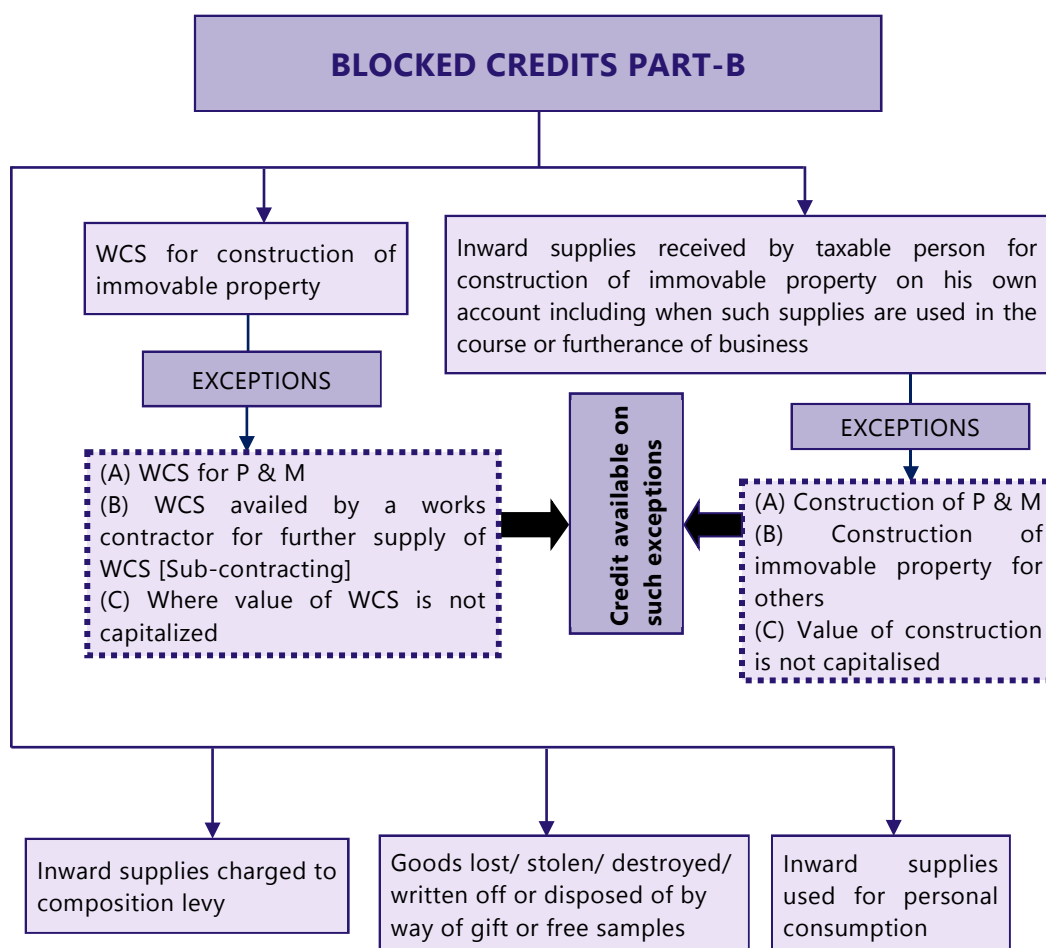 BLOCKED CREDITS PART-B
WCS for construction of
immovable property
Inward supplies received by taxable person for
construction of immovable property on his own
account including when such supplies are used in the
course or furtherance of business
EXCEPTIONS
EXCEPTIONS
(A) WCS for P & M
(B) WCS availed by a works
contractor for further supply of
WCS [Sub-contracting]
(C) Where value of WCS is not
capitalized
Credit available on
such exceptions
(A) Construction of P & M
(B) Construction of
immovable property for
others
(C) Value of construction
is not capitalised
Inward supplies charged to
composition levy
Goods lost/ stolen/ destroyed/
written off or disposed of by
way of gift or free samples
Inward supplies
used for personal
consumption